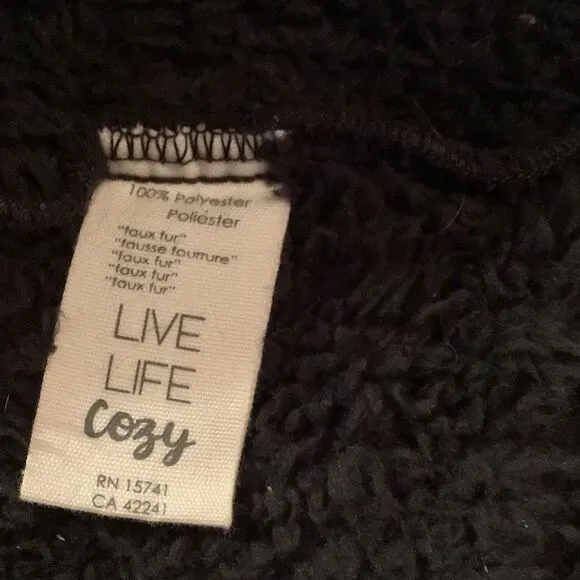 100% Polyester
Poliéster
"faux fur"
"fausse fourrure"
"faux fur"
"faux fur"
"faux fur"
LIVE
LIFE
cozy
RN 15741
CA 42241